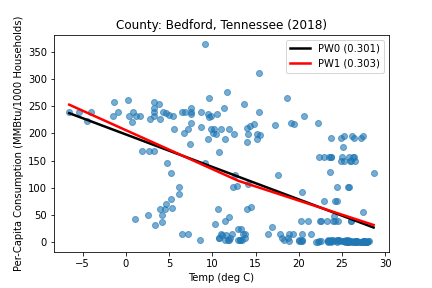 County: Bedford, Tennessee (2018)
PW0 (0.301)
PW1 (0.303)
Per-Capita Consumption (MMBtu/1000 Households)
350
300
250
200
150
100
50
0
−5 0 5 10 15 20 25 30
Temp (deg C)